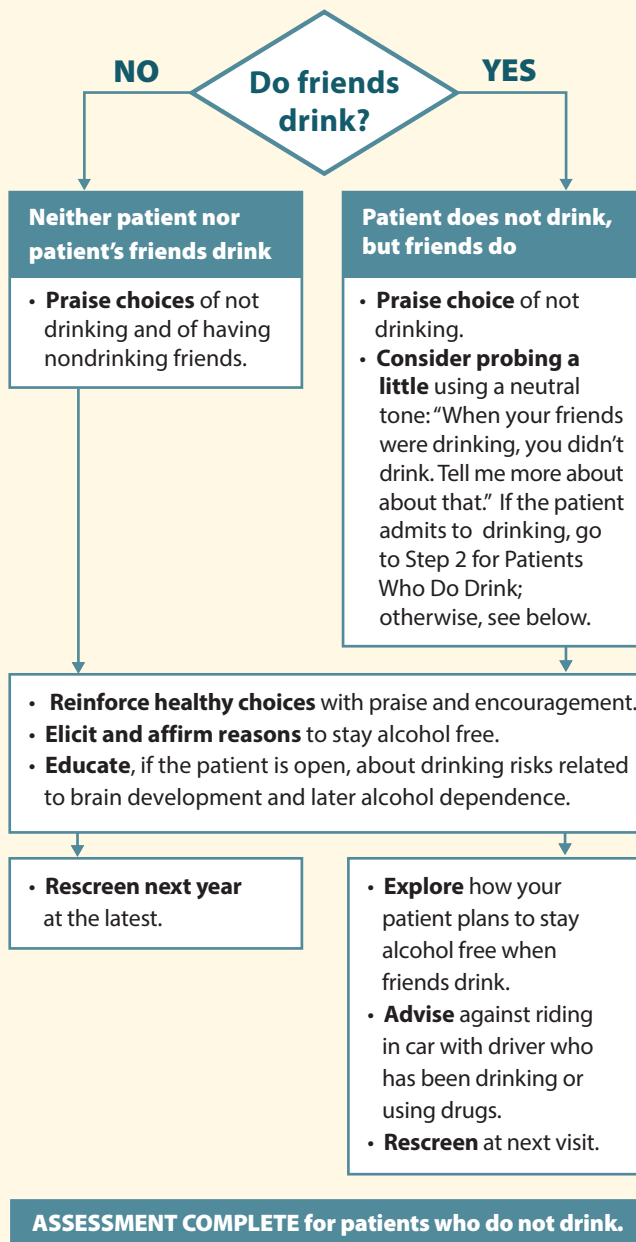 NO
YES
Do friends
drink?
Neither patient nor
patient's friends drink
• Praise choices of not
drinking and of having
nondrinking friends.
Patient does not drink,
but friends do
• Praise choice of not
drinking.
• Consider probing a
little using a neutral
tone: “When your friends
were drinking, you didn't
drink. Tell me more about
about that.” If the patient
admits to drinking, go
to Step 2 for Patients
Who Do Drink;
otherwise, see below.
• Reinforce healthy choices with praise and encouragement.
• Elicit and affirm reasons to stay alcohol free.
• Educate, if the patient is open, about drinking risks related
to brain development and later alcohol dependence.
• Rescreen next year
at the latest.
• Explore how your
patient plans to stay
alcohol free when
friends drink.
• Advise against riding
in car with driver who
has been drinking or
using drugs.
• Rescreen at next visit.
ASSESSMENT COMPLETE for patients who do not drink.